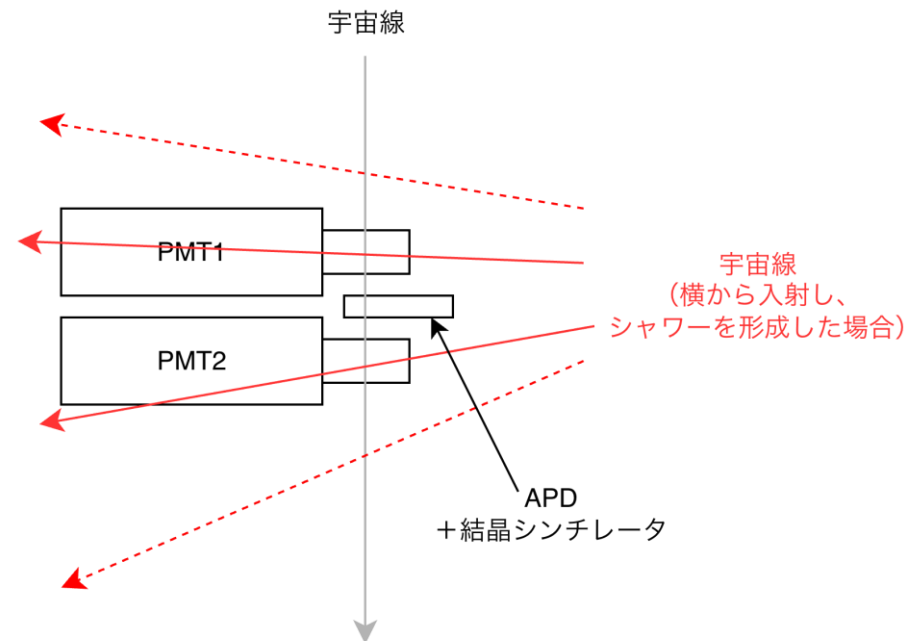 宇宙線
PMT1
宇宙線
（横から入射し、
シャワーを形成した場合）
PMT2
APD
＋結晶シンチレータ